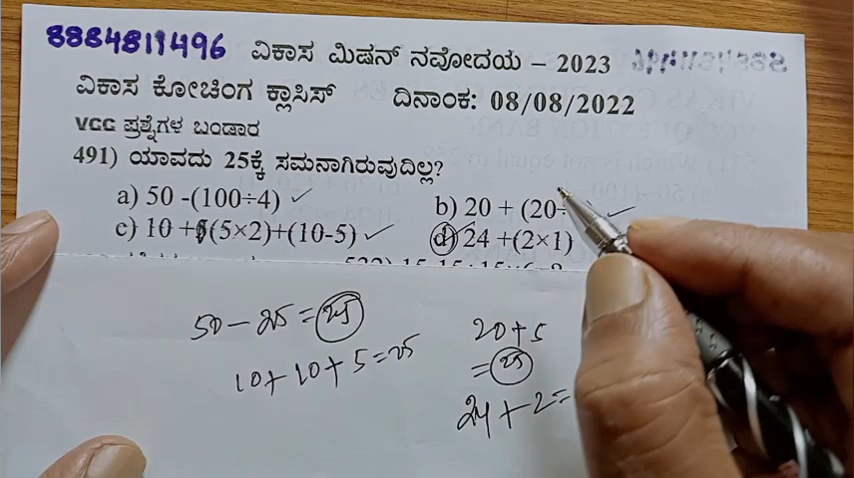 8884811496 ವಿಕಾಸ ಮಿಷನ್ ನವೋದಯ – 2023
ವಿಕಾಸ ಕೋಚಿಂಗ ಕ್ಲಾಸಿಸ್ ದಿನಾಂಕ: 08/08/2022
VCC ಪ್ರಶ್ನೆಗಳ ಬಂಡಾರ
491) ಯಾವದು 25ಕ್ಕೆ ಸಮನಾಗಿರುವುದಿಲ್ಲ?
a) 50 -(100÷4) ✓ b) 20 + (20÷ ✓
c) 10 +(5×2)+(10-5) ✓ d) 24 +(2×1)
50 – 25 = 25
10+10+5=25
20+5
= 25
24+2=